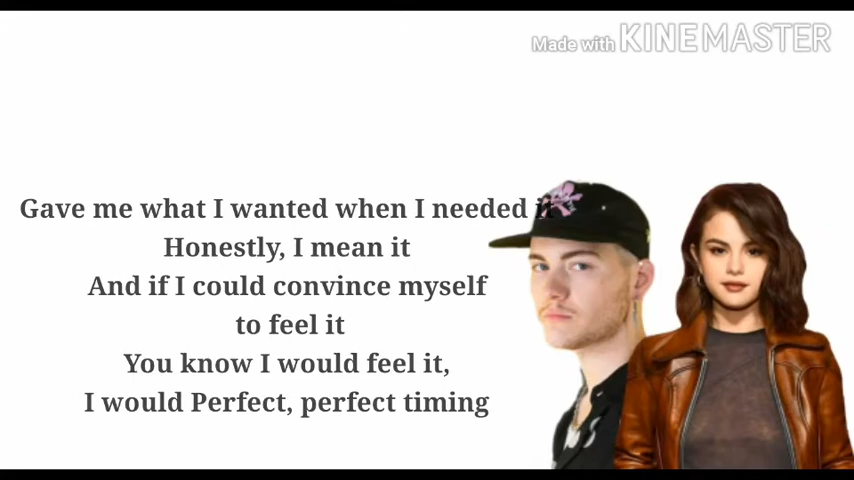 Made with KINEMASTER
Gave me what I wanted when I needed it
Honestly, I mean it
And if I could convince myself
to feel it
You know I would feel it,
I would Perfect, perfect timing